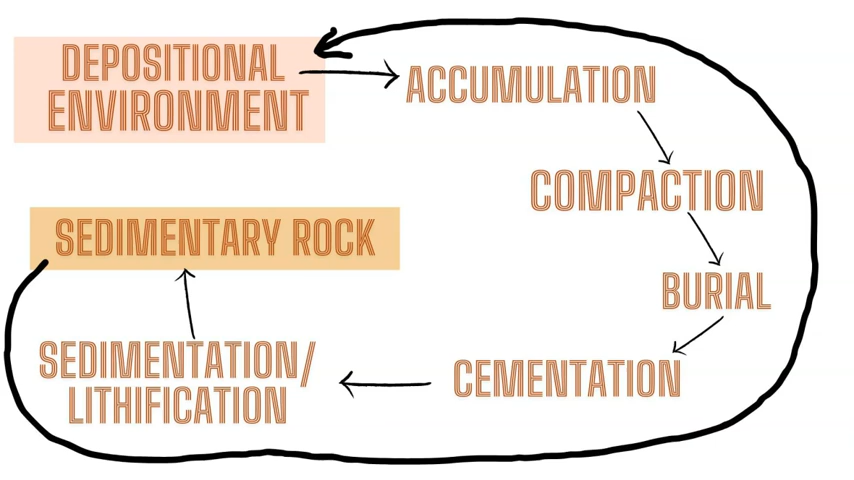 DEPOSITIONAL
ENVIRONMENT
ACCUMULATION
COMPACTION
BURIAL
CEMENTATION
SEDIMENTATION/
LITHIFICATION
SEDIMENTARY ROCK